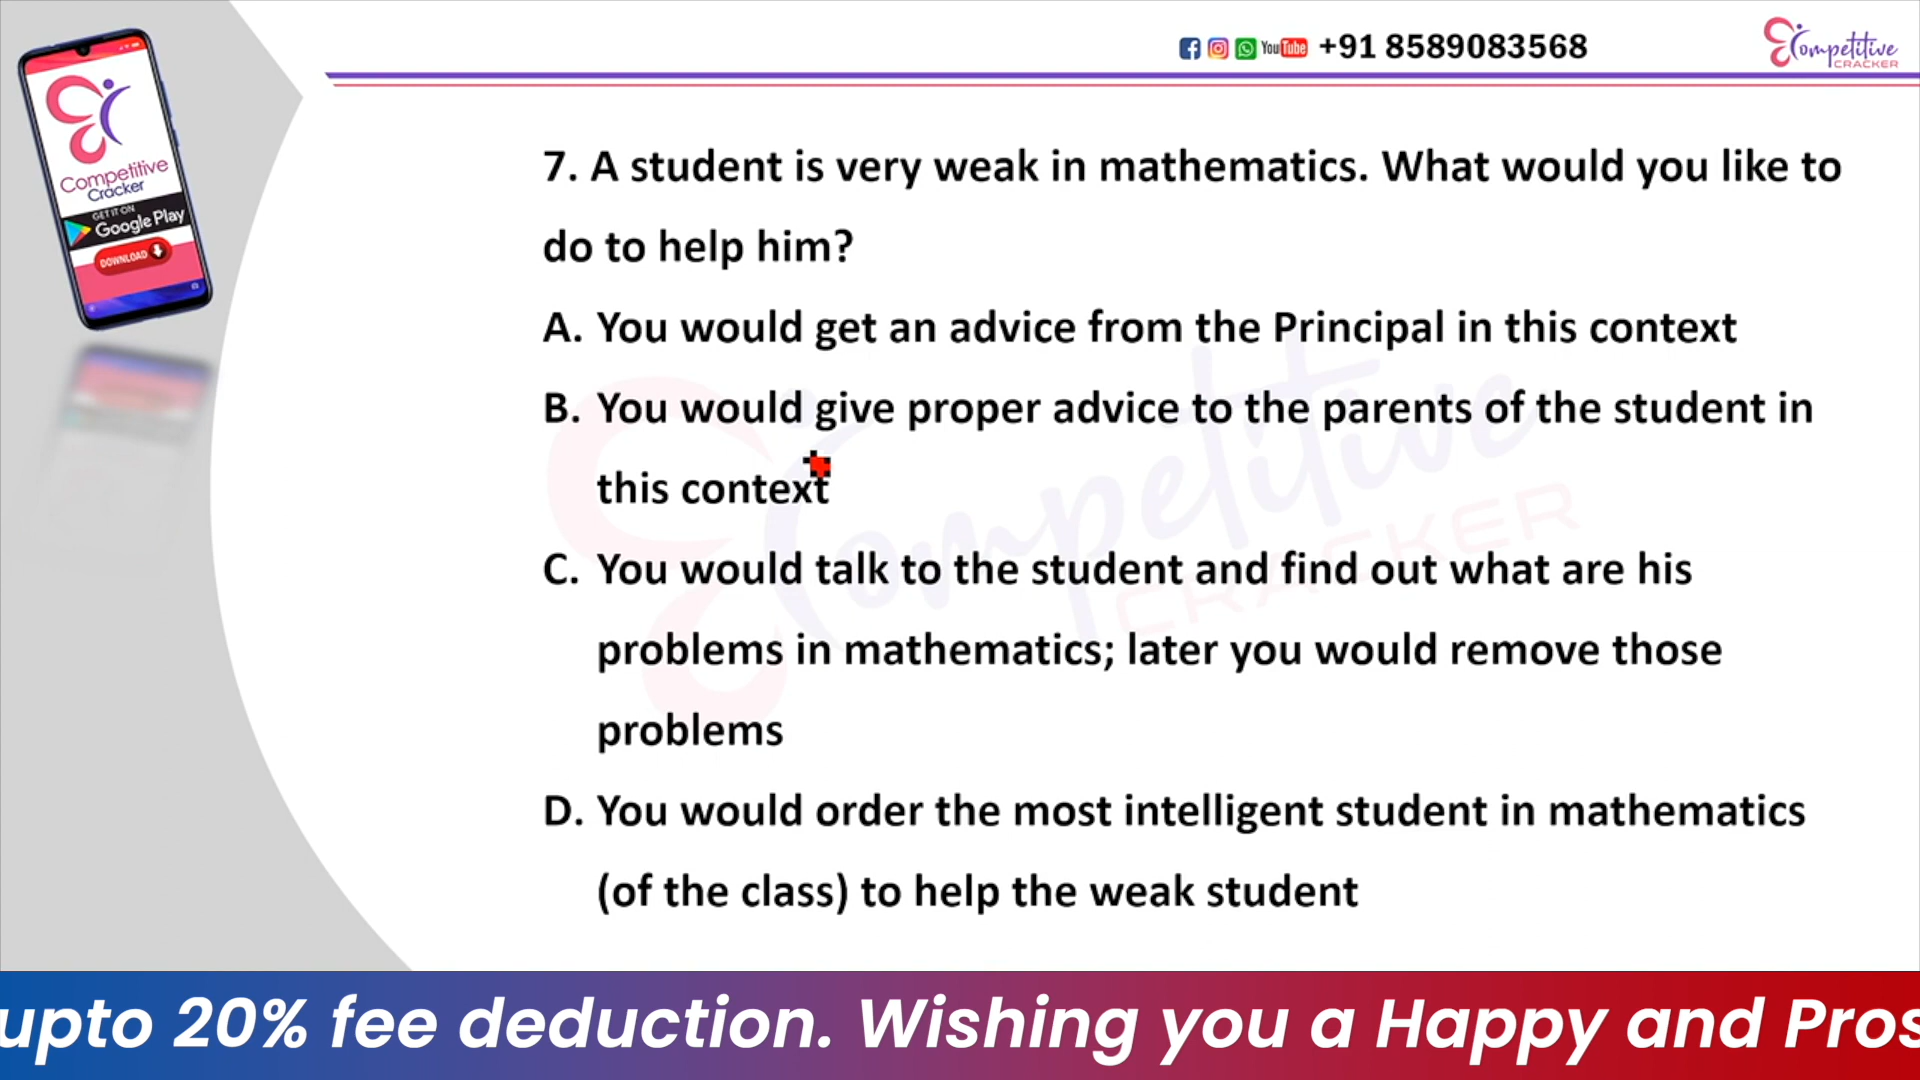 +91 8589083568
Competitive
CRACKER
YouTube
Competitive
Cracker
GET IT ON
Google Play
DOWNLOAD
7. A student is very weak in mathematics. What would you like to
do to help him?
A. You would get an advice from the Principal in this context
B. You would give proper advice to the parents of the student in
this context
C. You would talk to the student and find out what are his
problems in mathematics; later you would remove those
problems
D. You would order the most intelligent student in mathematics
(of the class) to help the weak student
Competitive
CRACKER
upto 20% fee deduction. Wishing you a Happy and Pros